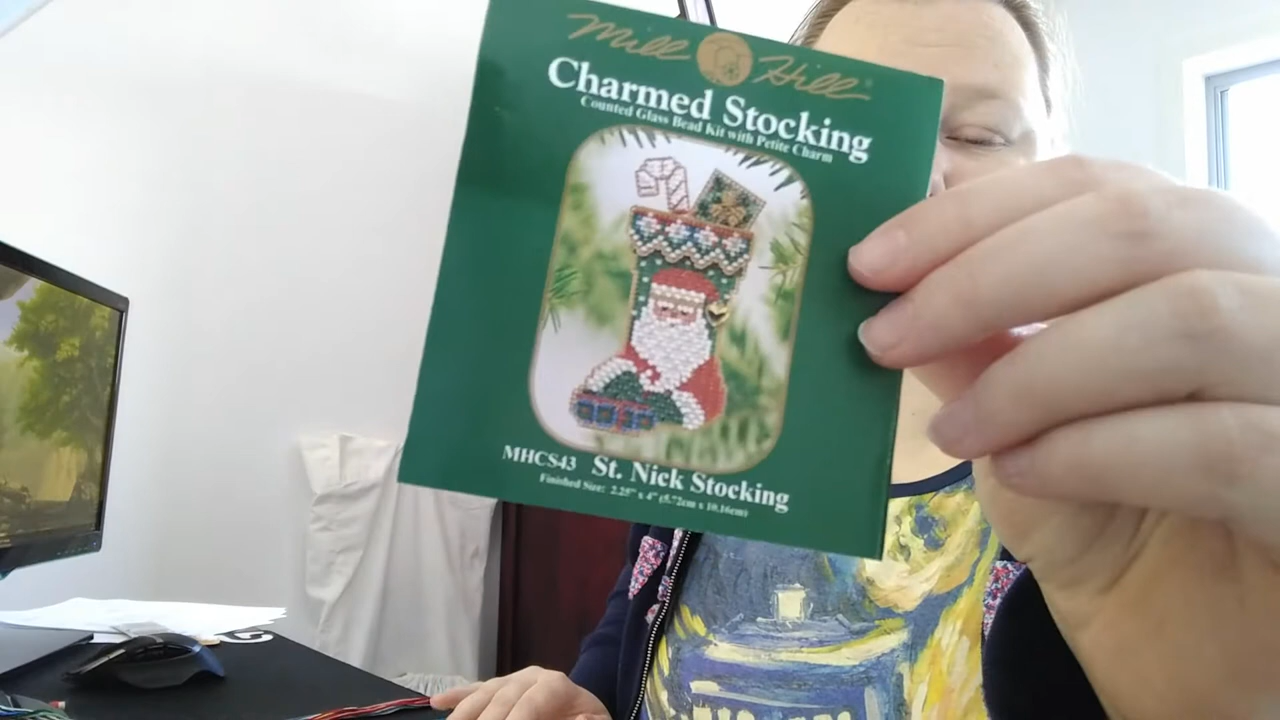 Mill Hill®
Charmed Stocking
Counted Glass Bead Kit with Petite Charm
MHCS43 St. Nick Stocking
Finished Size: 2.25" x 4" (5.72cm x 10.16cm)